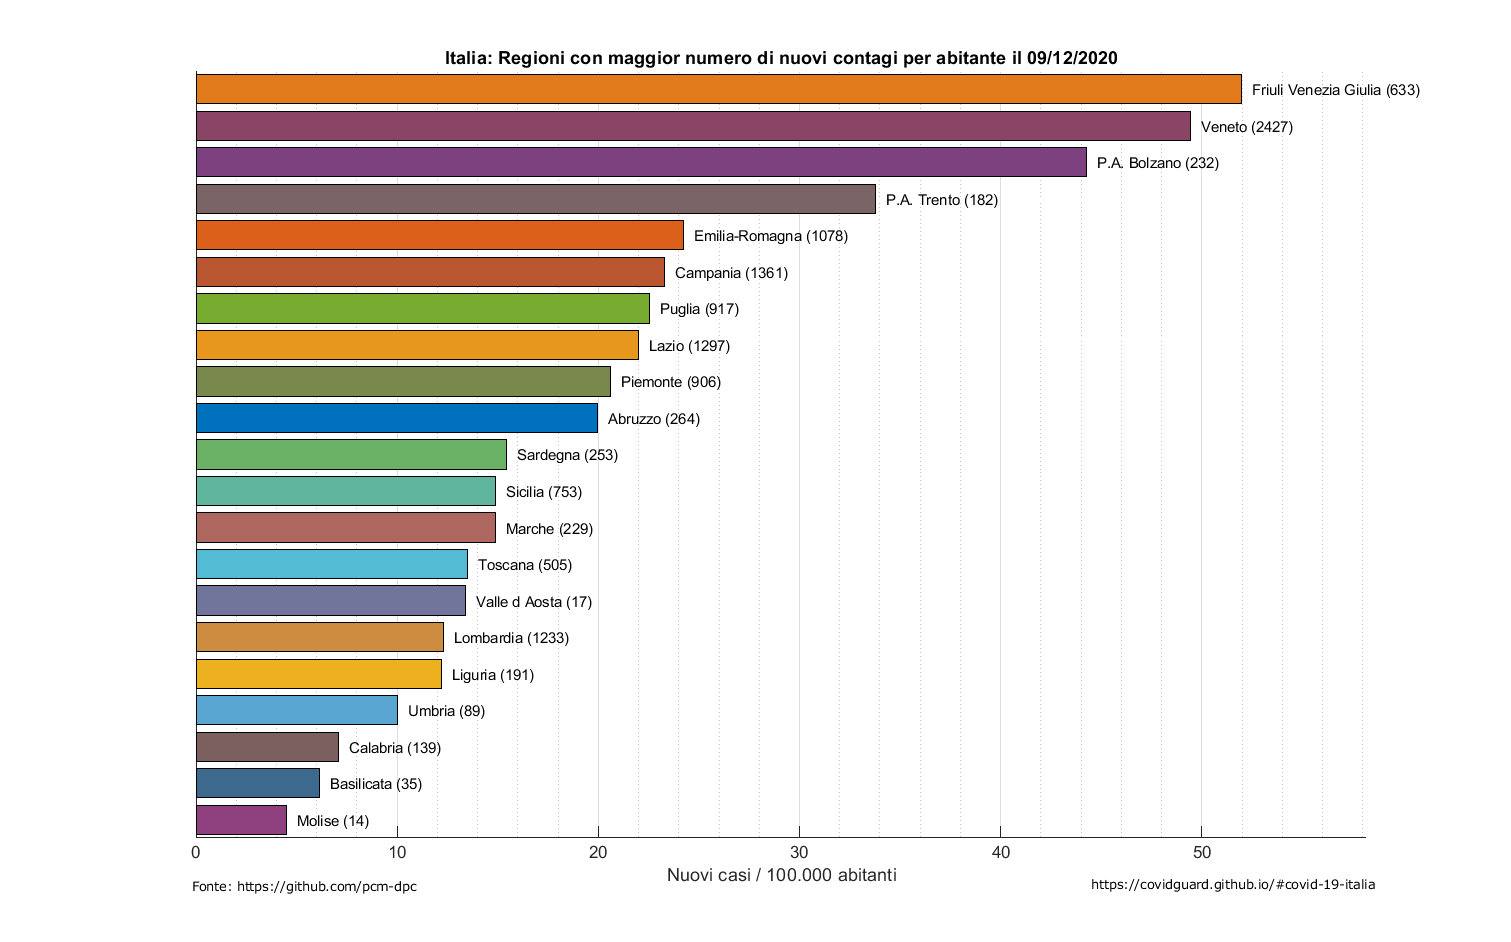 Italia: Regioni con maggior numero di nuovi contagi per abitante il 09/12/2020
Friuli Venezia Giulia (633)
Veneto (2427)
P.A. Bolzano (232)
P.A. Trento (182)
Emilia-Romagna (1078)
Campania (1361)
Puglia (917)
Lazio (1297)
Piemonte (906)
Abruzzo (264)
Sardegna (253)
Sicilia (753)
Marche (229)
Toscana (505)
Valle d Aosta (17)
Lombardia (1233)
Liguria (191)
Umbria (89)
Calabria (139)
Basilicata (35)
Molise (14)
0 10 20 30 40 50
Nuovi casi / 100.000 abitanti
Fonte: https://github.com/pcm-dpc
https://covidguard.github.io/#covid-19-italia